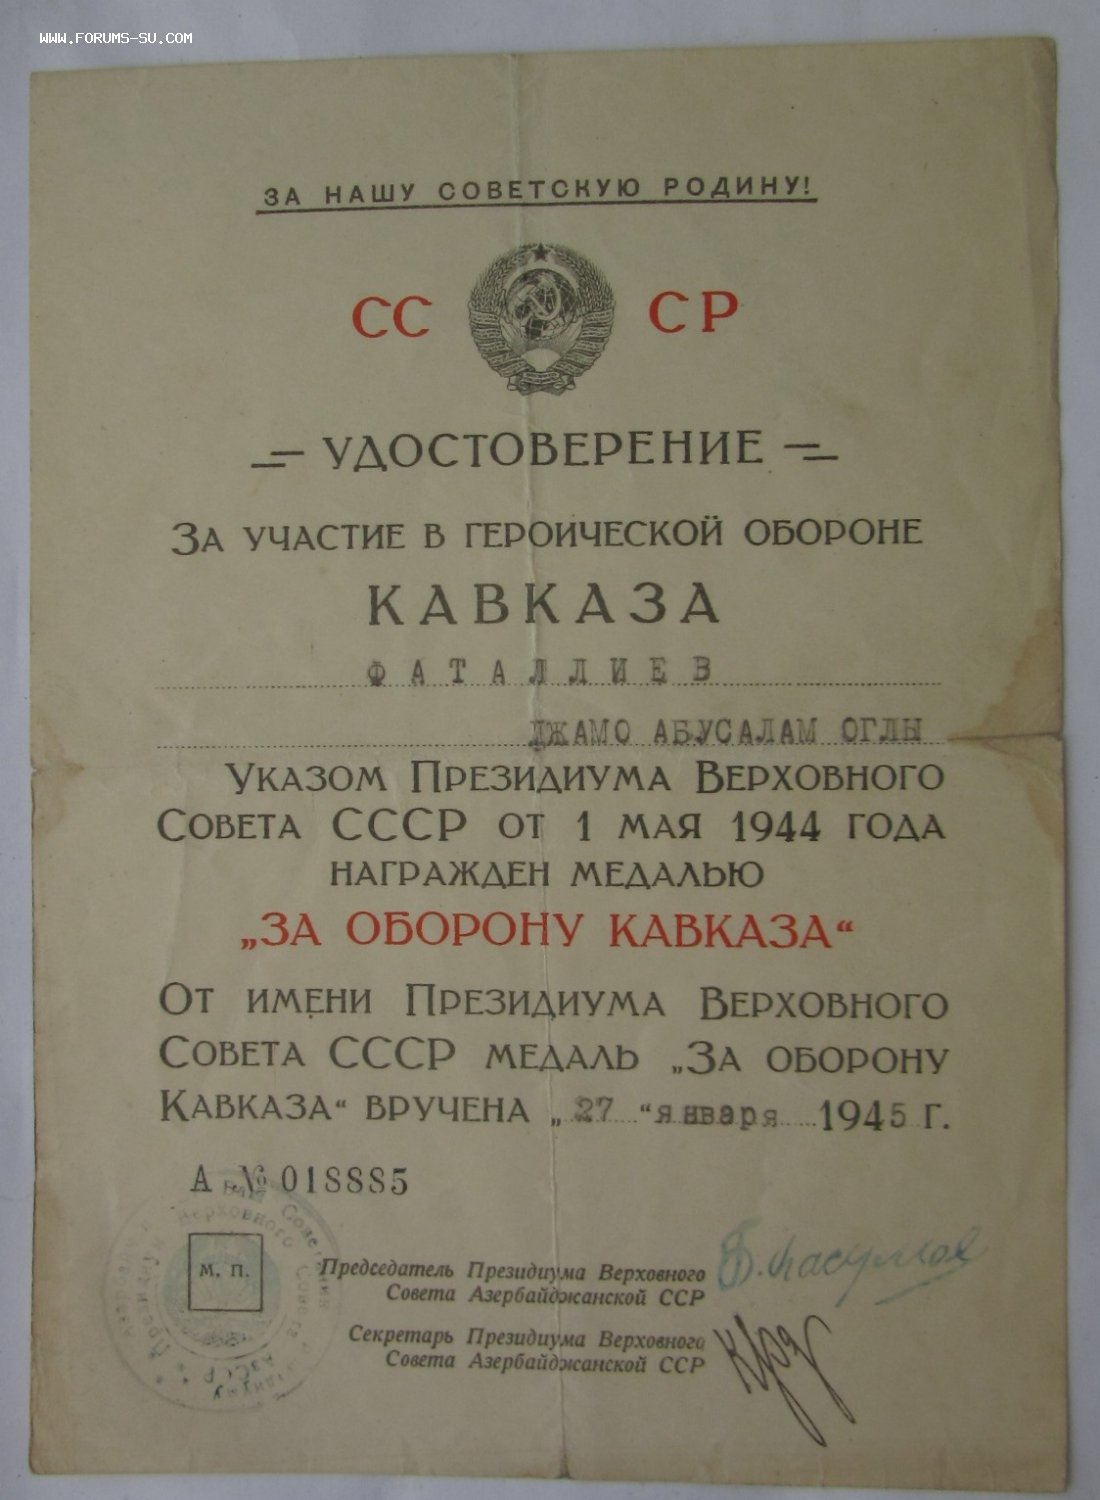 WWW.FORUMS-SU.COM
ЗА НАШУ СОВЕТСКУЮ РОДИНУ!
СС СР
УДОСТОВЕРЕНИЕ
ЗА УЧАСТИЕ В ГЕРОИЧЕСКОЙ ОБОРОНЕ
КАВКАЗА
ФАТАЛЛИЕВ
ДЖАМО АБУСАЛАМ ОГЛЫ
УКАЗОМ ПРЕЗИДИУМА ВЕРХОВНОГО
СОВЕТА СССР ОТ 1 МАЯ 1944 ГОДА
НАГРАЖДЕН МЕДАЛЬЮ
„ЗА ОБОРОНУ КАВКАЗА“
ОТ ИМЕНИ ПРЕЗИДИУМА ВЕРХОВНОГО
СОВЕТА СССР МЕДАЛЬ „ЗА ОБОРОНУ
КАВКАЗА“ ВРУЧЕНА „27“ января 1945 Г.
А № 018885
М. П.
Председатель Президиума Верховного
Совета Азербайджанской ССР
Секретарь Президиума Верховного
Совета Азербайджанской ССР